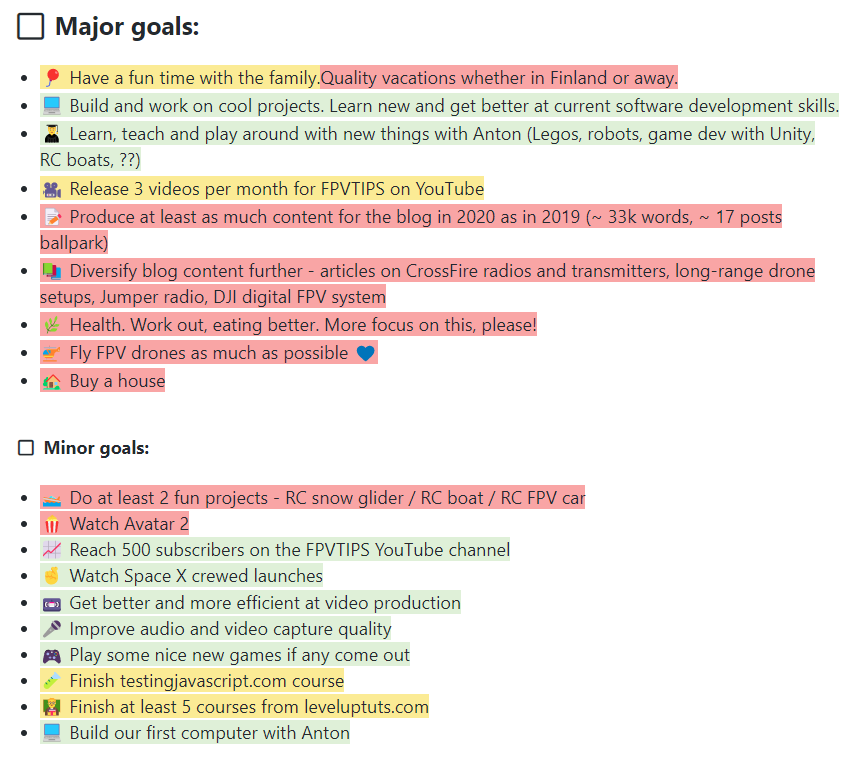 Major goals:
Have a fun time with the family.Quality vacations whether in Finland or away.
Build and work on cool projects. Learn new and get better at current software development skills.
Learn, teach and play around with new things with Anton (Legos, robots, game dev with Unity,
RC boats, ??)
Release 3 videos per month for FPVTIPS on YouTube
Produce at least as much content for the blog in 2020 as in 2019 (~ 33k words, ~ 17 posts
ballpark)
Diversify blog content further - articles on CrossFire radios and transmitters, long-range drone
setups, Jumper radio, DJI digital FPV system
Health. Work out, eating better. More focus on this, please!
Fly FPV drones as much as possible 💙
Buy a house
Minor goals:
Do at least 2 fun projects - RC snow glider / RC boat / RC FPV car
Watch Avatar 2
Reach 500 subscribers on the FPVTIPS YouTube channel
Watch Space X crewed launches
Get better and more efficient at video production
Improve audio and video capture quality
Play some nice new games if any come out
Finish testingjavascript.com course
Finish at least 5 courses from leveluptuts.com
Build our first computer with Anton